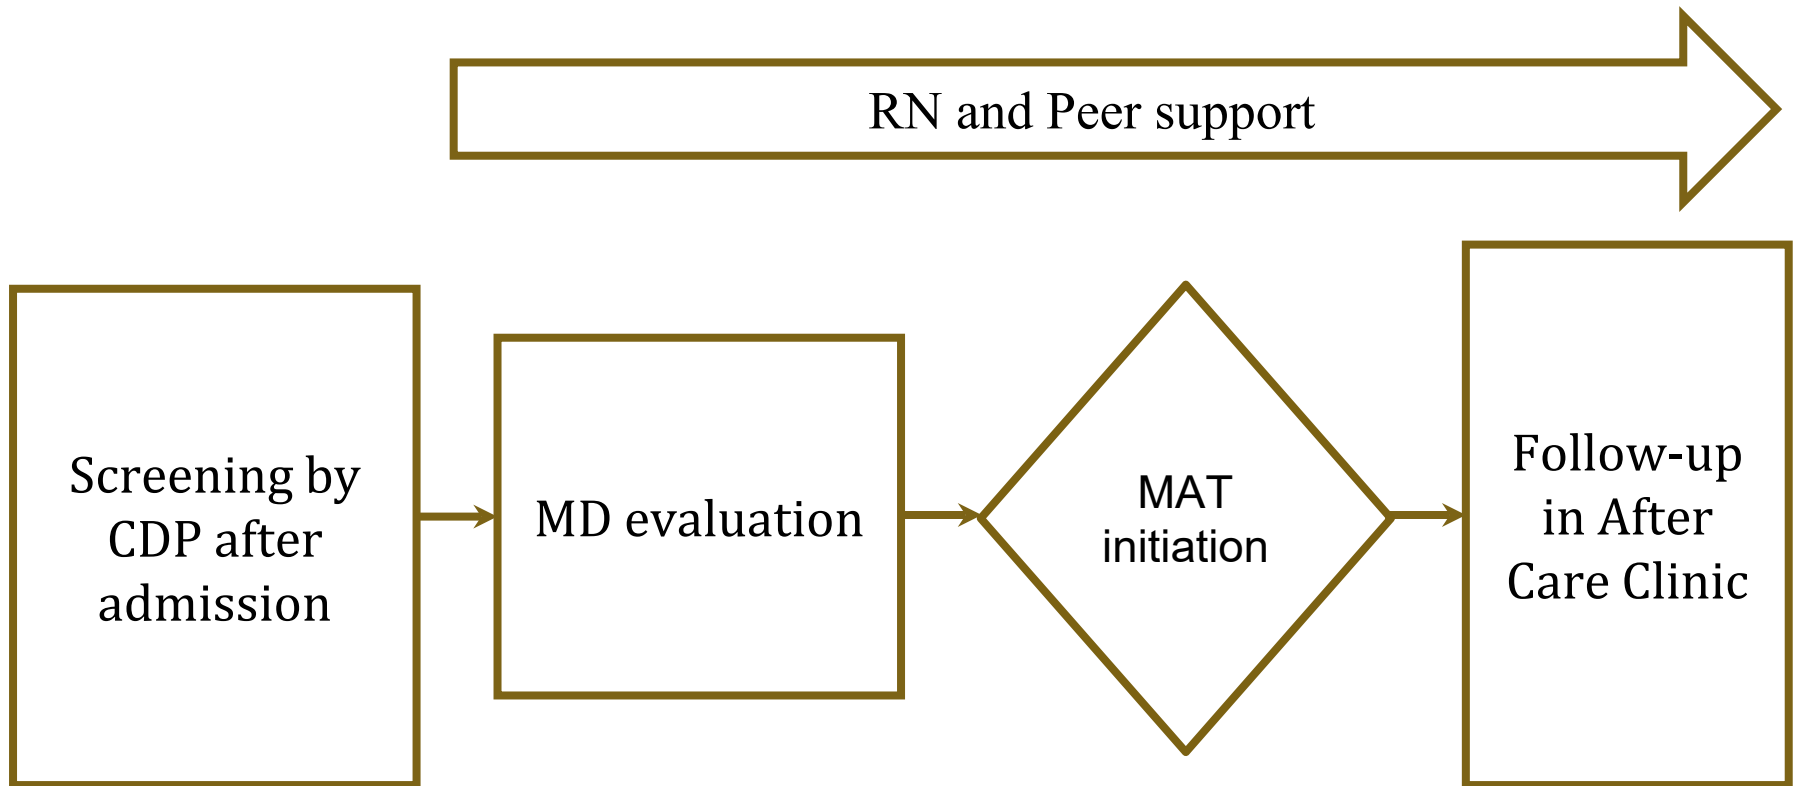 RN and Peer support
Screening by
CDP after
admission
MD evaluation
MAT
initiation
Follow-up
in After
Care Clinic